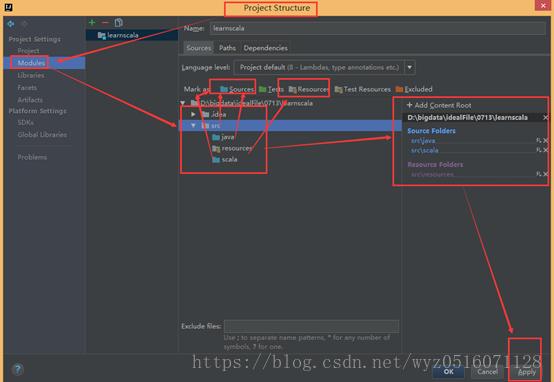 Project Structure
Project Settings
Project
Modules
Libraries
Facets
Artifacts
Platform Settings
SDKs
Global Libraries
Problems
learnscala
Name: learnscala
Sources Paths Dependencies
Language level: Project default (8 - Lambdas, type annotations etc.)
Mark as: Sources Tests Resources Test Resources Excluded
D:\bigdata\idealFile\0713\learnscala
.idea
src
java
resources
scala
+ Add Content Root
D:\bigdata\idealFile\0713\learnscala
Source Folders
src\java
src\scala
Resource Folders
src\resources
Exclude files:
Use ; to separate name patterns, * for any number of
symbols, ? for one.
https://blog.csdn.net/wyz0516071128
OK Cancel Apply